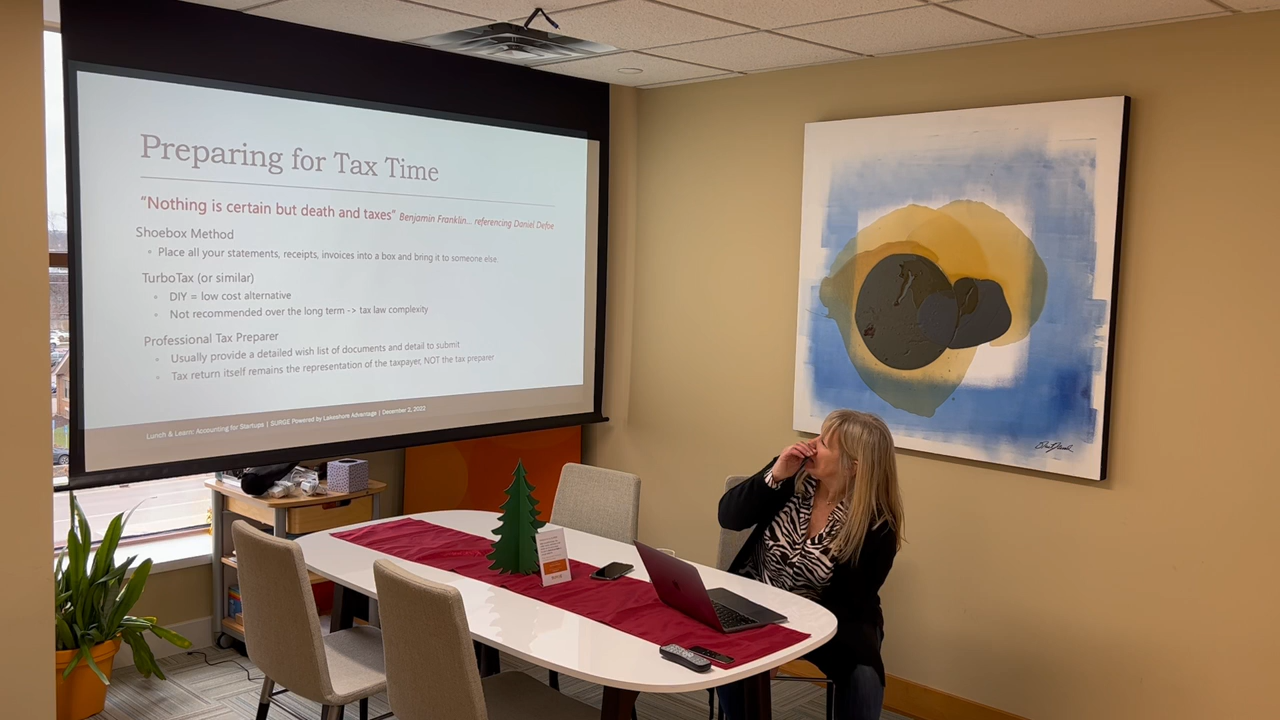 Preparing for Tax Time
“Nothing is certain but death and taxes” Benjamin Franklin... referencing Daniel Defoe
Shoebox Method
• Place all your statements, receipts, invoices into a box and bring it to someone else
TurboTax (or similar)
• DIY = low cost alternative
• Not recommended over the long term -> tax law complexity
Professional Tax Preparer
• Usually provide a detailed wish list of documents and detail to submit
• Tax return itself remains the representation of the taxpayer, NOT the tax preparer
Lunch & Learn: Accounting for Startups | SURGE Powered by Lakeshore Advantage | December 2, 2022